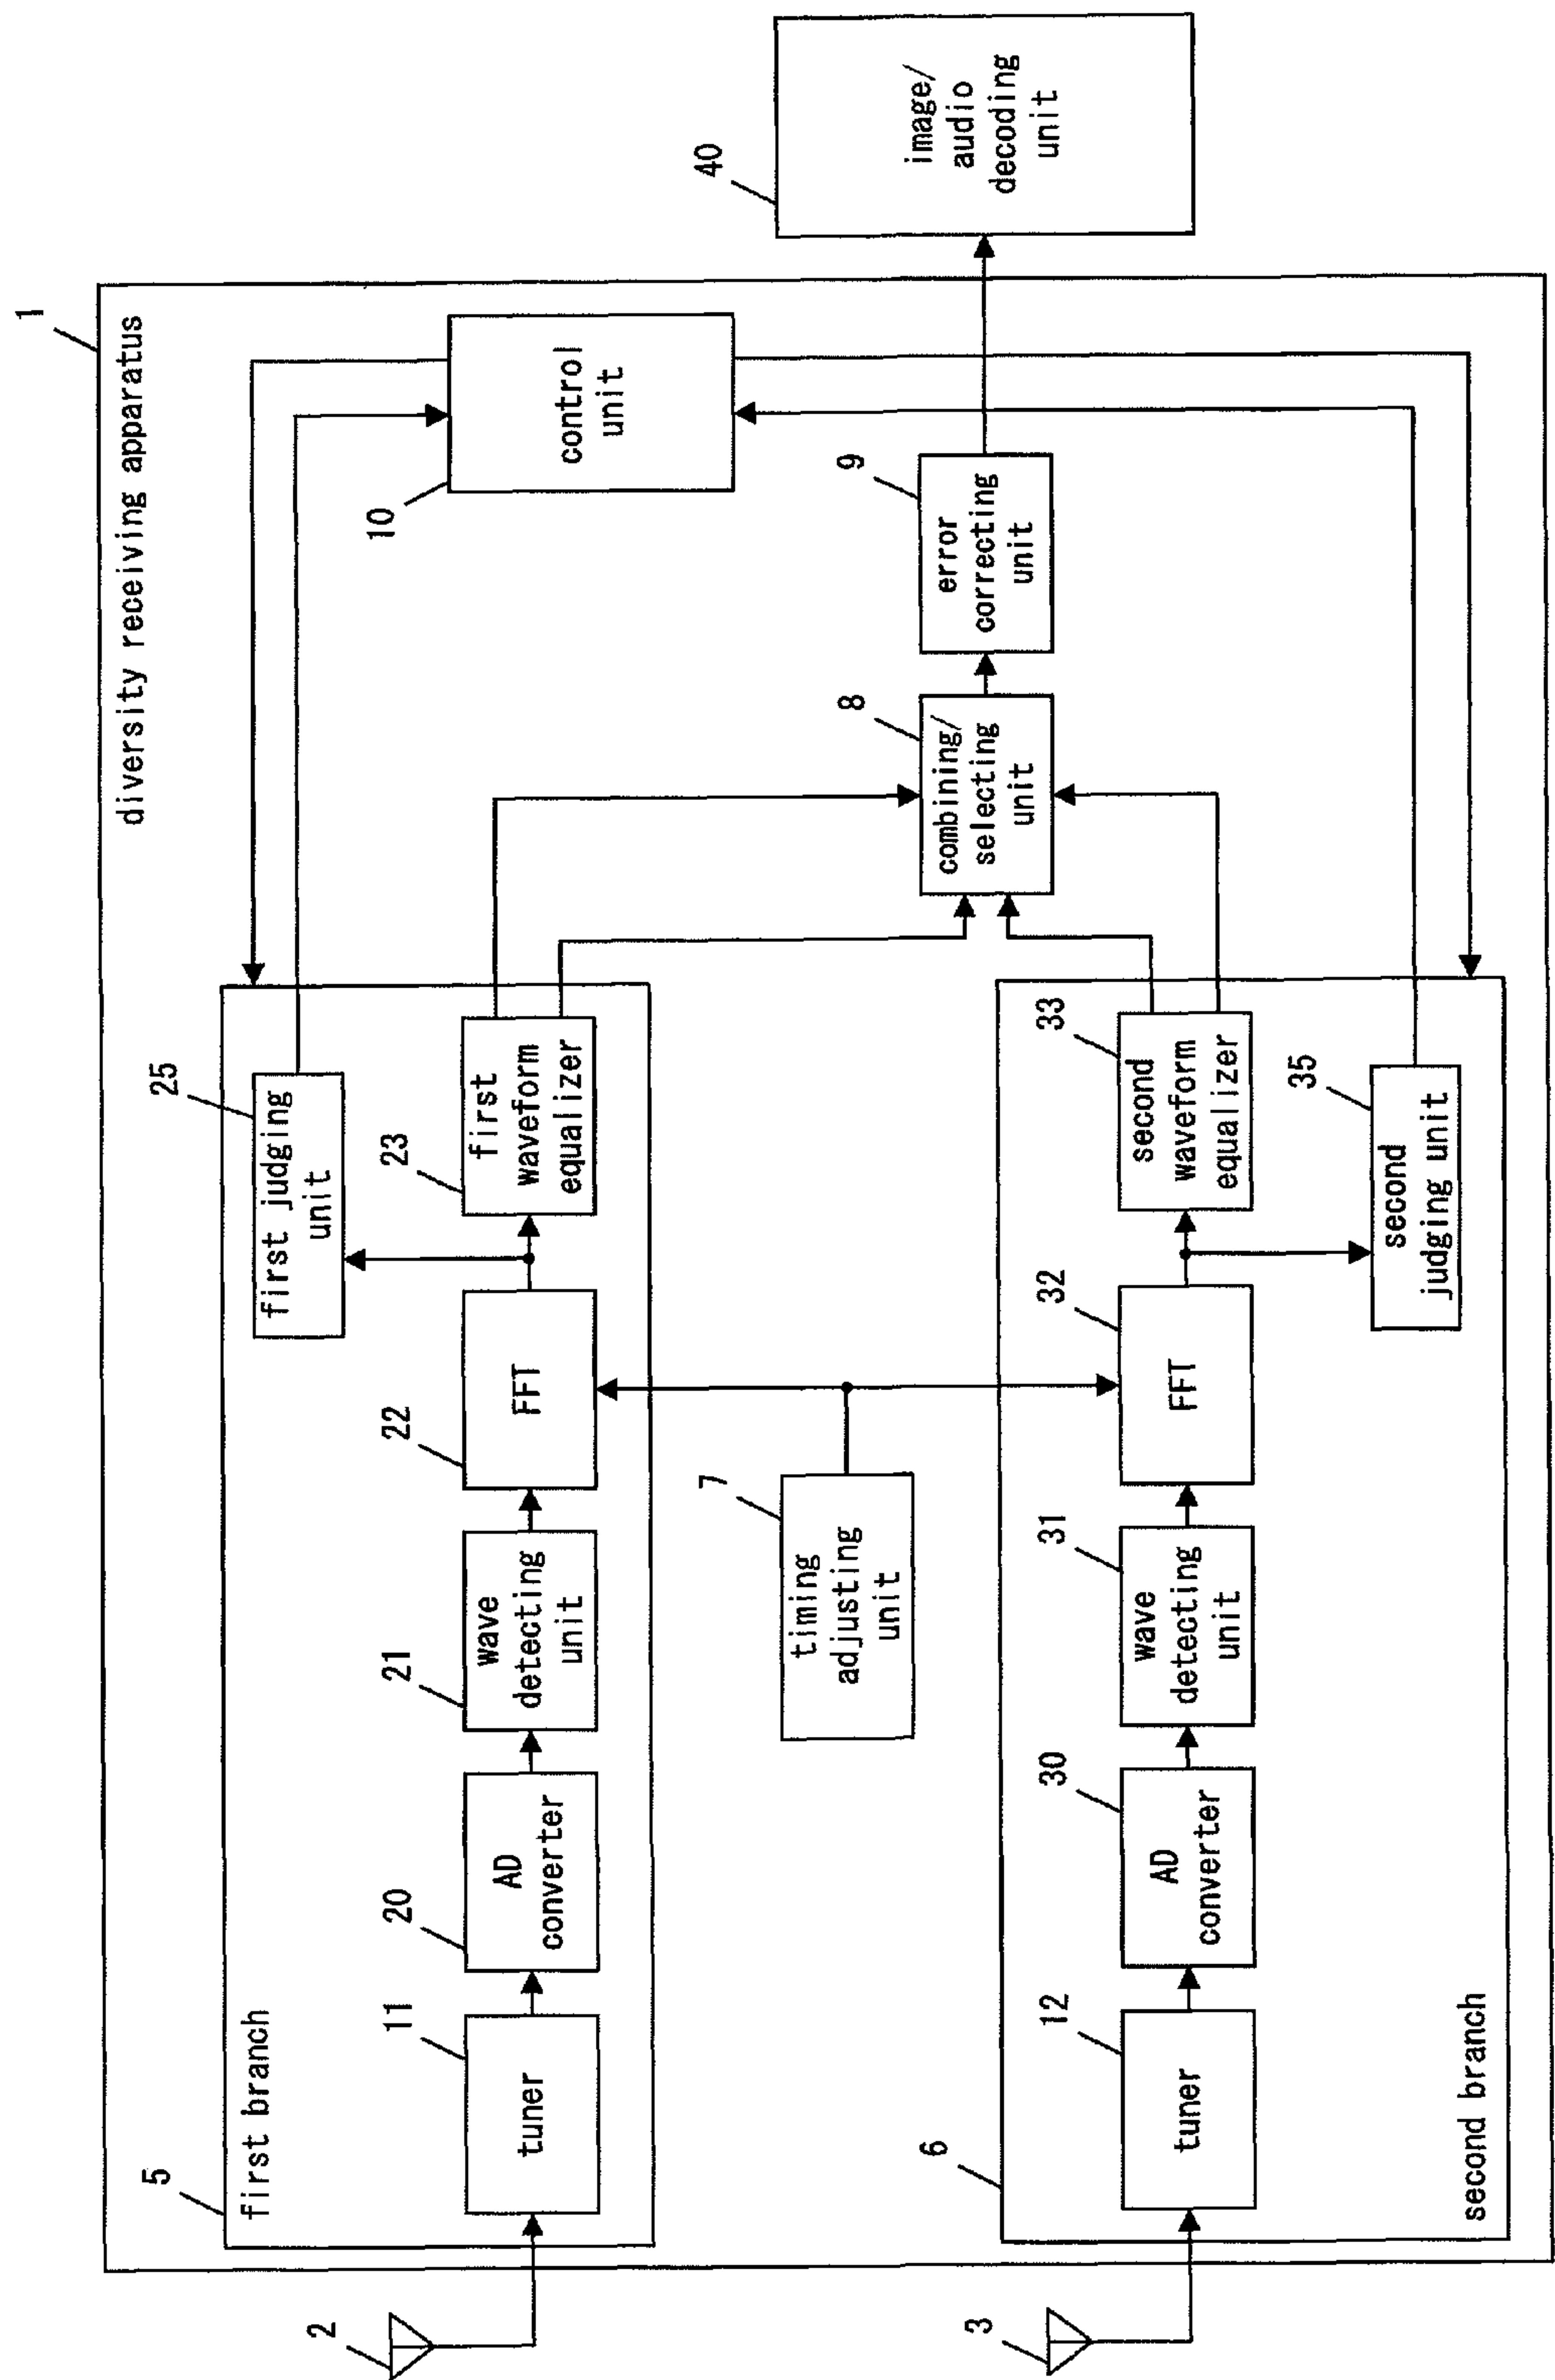 1
diversity receiving apparatus
5
first branch
25
first judging
unit
10
control
unit
2
11
tuner
20
AD
converter
21
wave
detecting
unit
22
FFT
23
first
waveform
equalizer
7
timing
adjusting
unit
8
combining/
selecting
unit
9
error
correcting
unit
40
image/
audio
decoding
unit
3
6
12
tuner
30
AD
converter
31
wave
detecting
unit
32
FFT
33
second
waveform
equalizer
35
second
judging unit
second branch